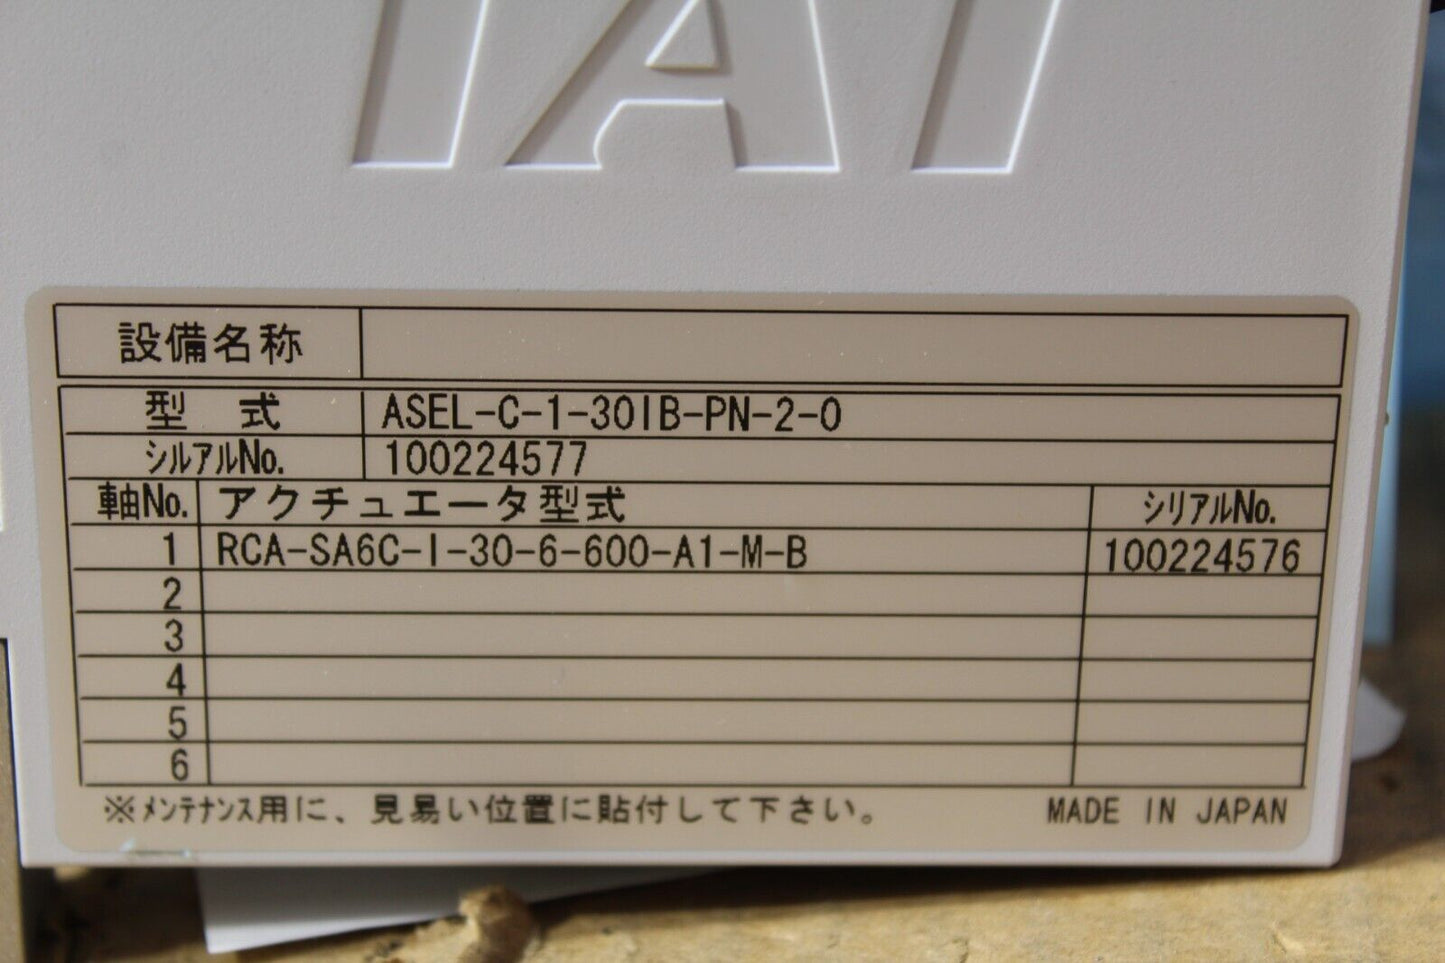 IAI
設備名称
型 式 ASEL-C-1-30IB-PN-2-0
シルアルNo. 100224577
軸No. アクチュエータ型式 シリアルNo.
1 RCA-SA6C-I-30-6-600-A1-M-B 100224576
2
3
4
5
6
※メンテナンス用に、見易い位置に貼付して下さい。 MADE IN JAPAN